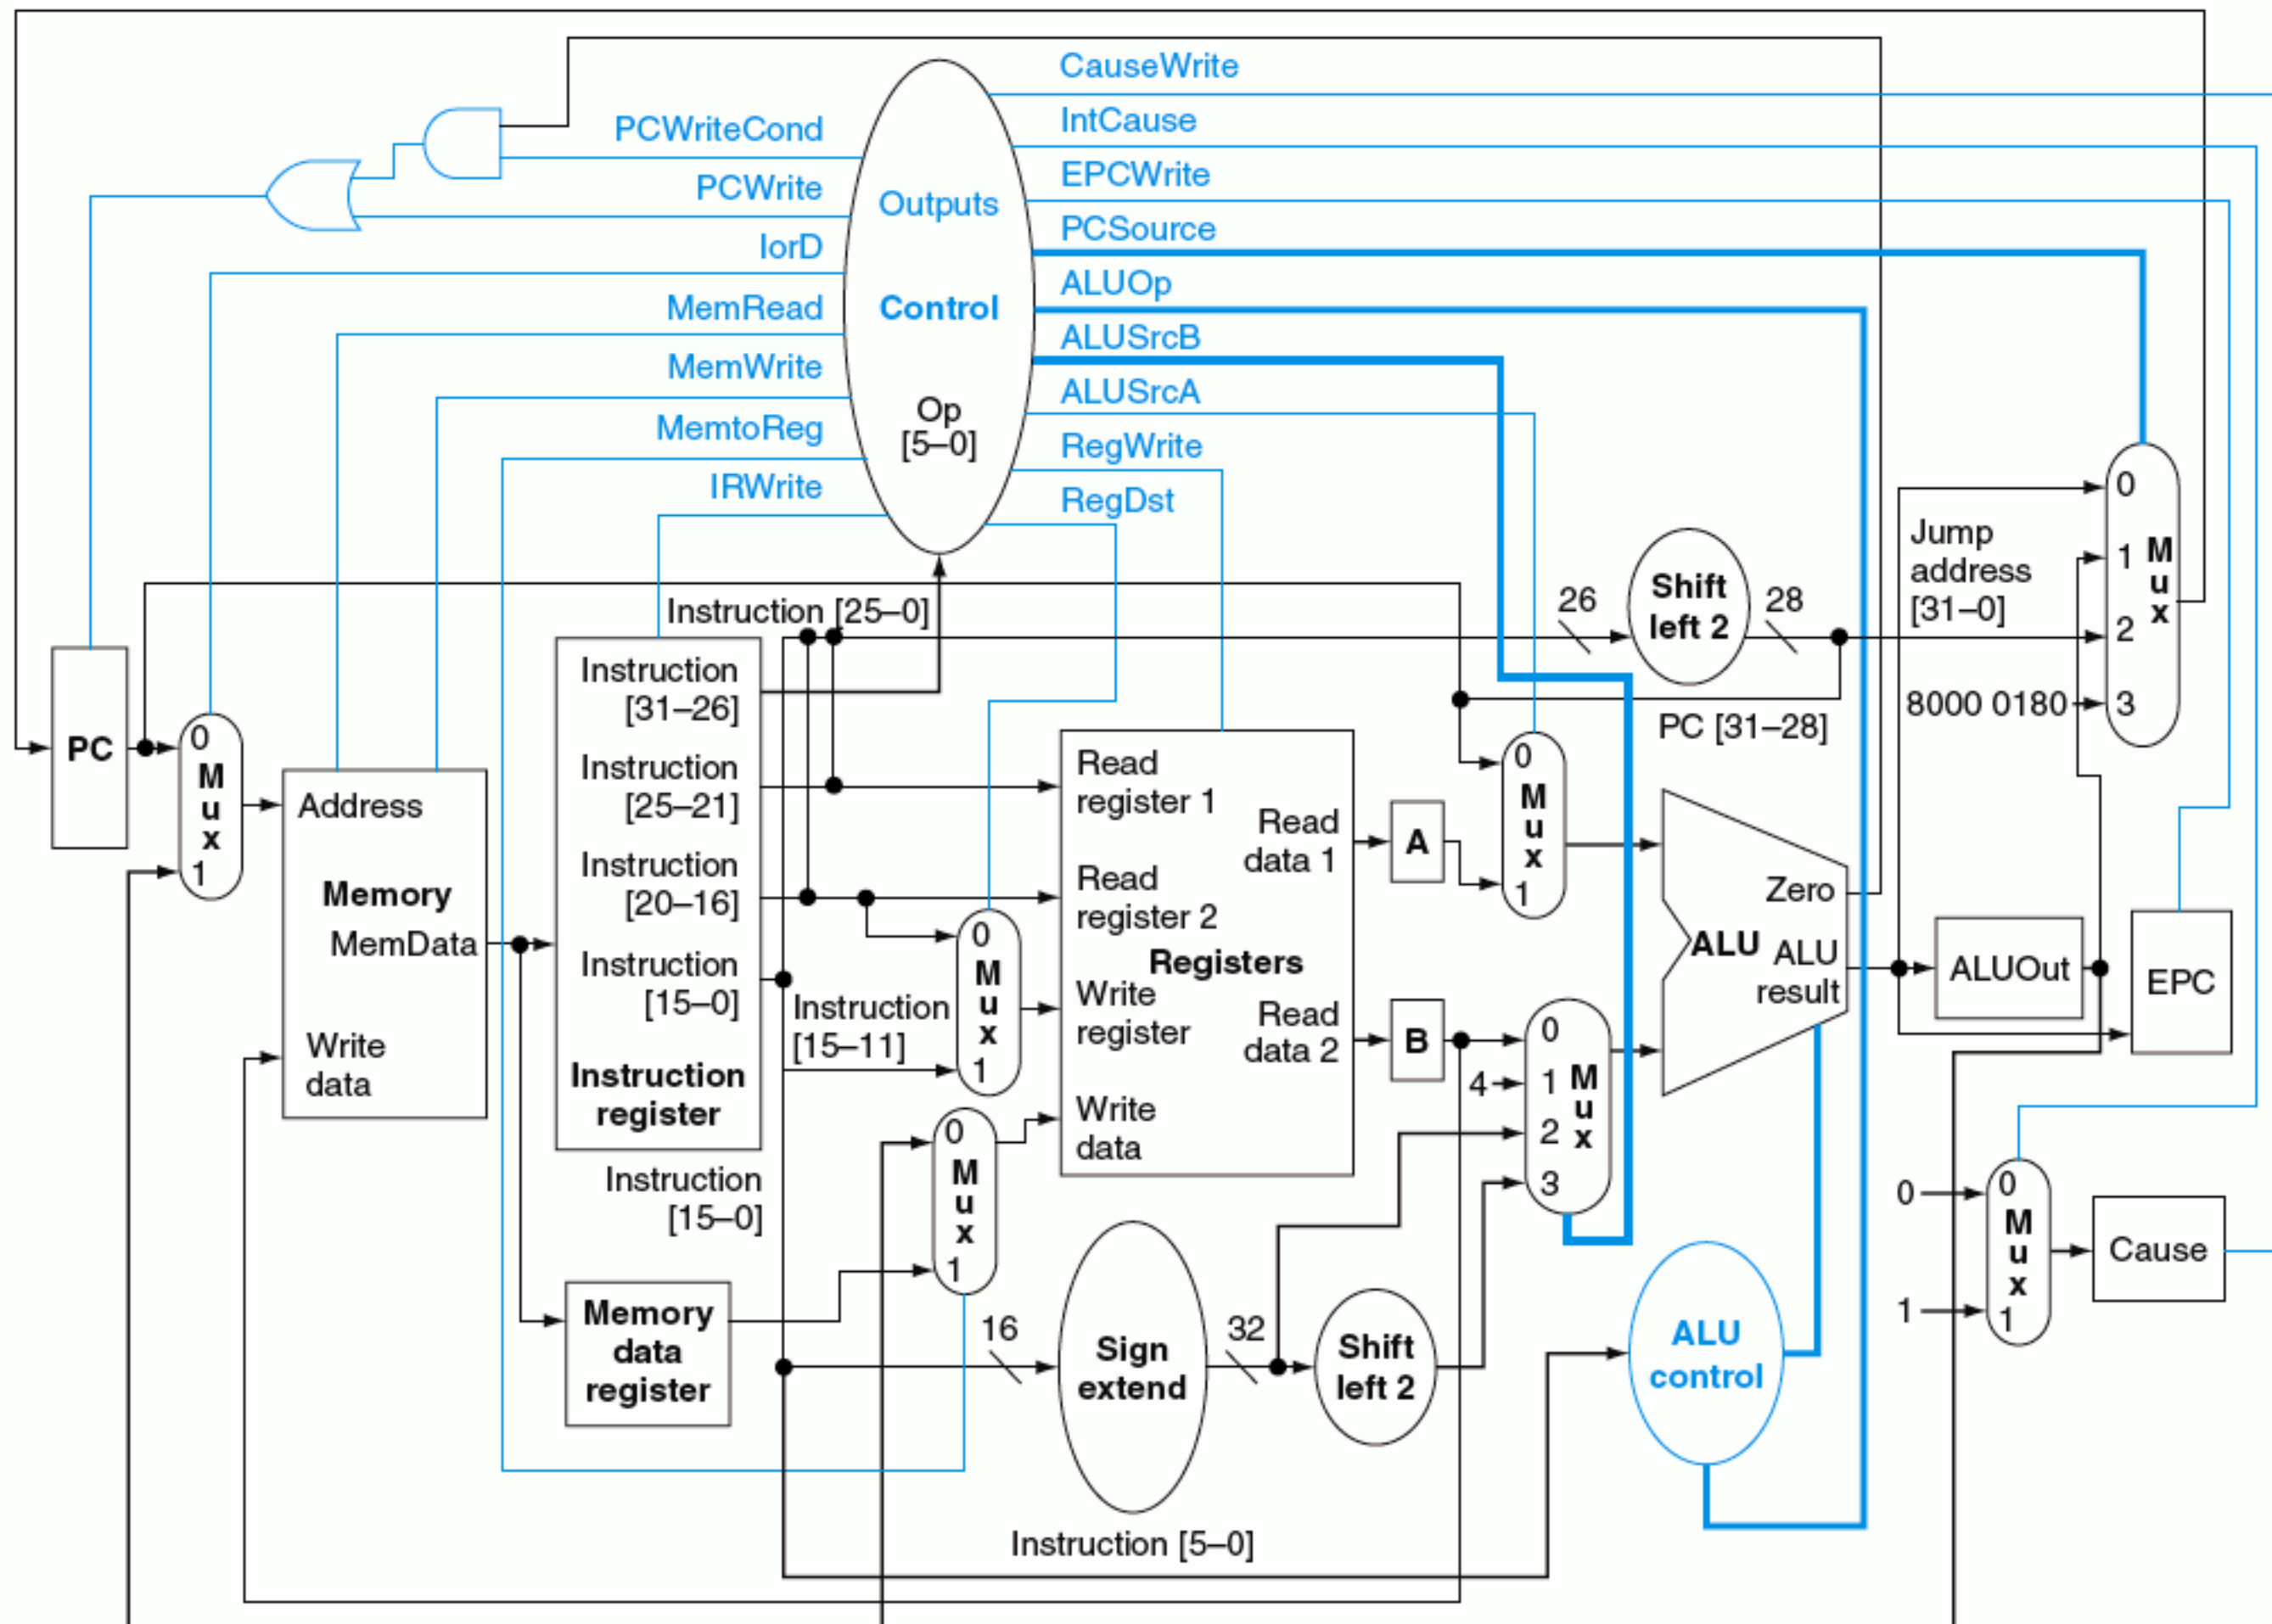 CauseWrite
IntCause
EPCWrite
PCSource
ALUOp
ALUSrcB
ALUSrcA
RegWrite
RegDst
PCWriteCond
PCWrite
IorD
MemRead
MemWrite
MemtoReg
IRWrite
Outputs
Control
Op
[5–0]
Instruction [25–0]
26
Shift
left 2
28
Jump
address
[31–0]
0
1
2
3
M
u
x
8000 0180
PC [31–28]
PC
0
M
u
x
1
Address
Memory
MemData
Write
data
Instruction
[31–26]
Instruction
[25–21]
Instruction
[20–16]
Instruction
[15–0]
Instruction
register
Instruction
[15–0]
Instruction
[15–11]
0
M
u
x
1
Read
register 1
Read
register 2
Write
register
Write
data
Registers
Read
data 1
Read
data 2
A
B
0
M
u
x
1
4
0
1
2
3
M
u
x
Zero
ALU
ALU
result
ALUOut
EPC
0
M
u
x
1
Memory
data
register
16
Sign
extend
32
Shift
left 2
ALU
control
Instruction [5–0]
0
1
0
M
u
x
1
Cause